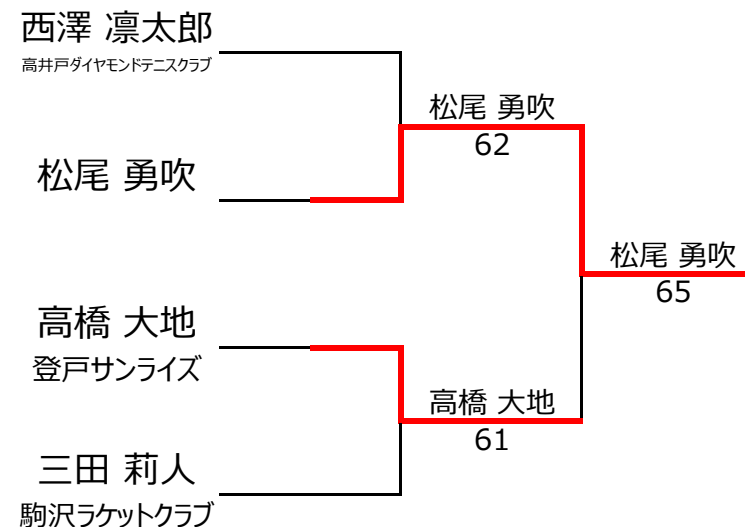 西澤 凛太郎
高井戸ダイヤモンドテニスクラブ
松尾 勇吹
62
松尾 勇吹
松尾 勇吹
65
高橋 大地
登戸サンライズ
高橋 大地
61
三田 莉人
駒沢ラケットクラブ